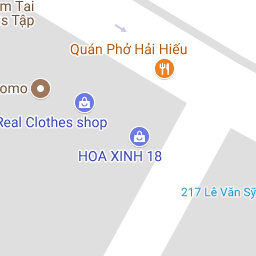 m Tai
s Tập
Quán Phở Hải Hiếu
omo
Real Clothes shop
HOA XINH 18
217 Lê Văn Sỹ